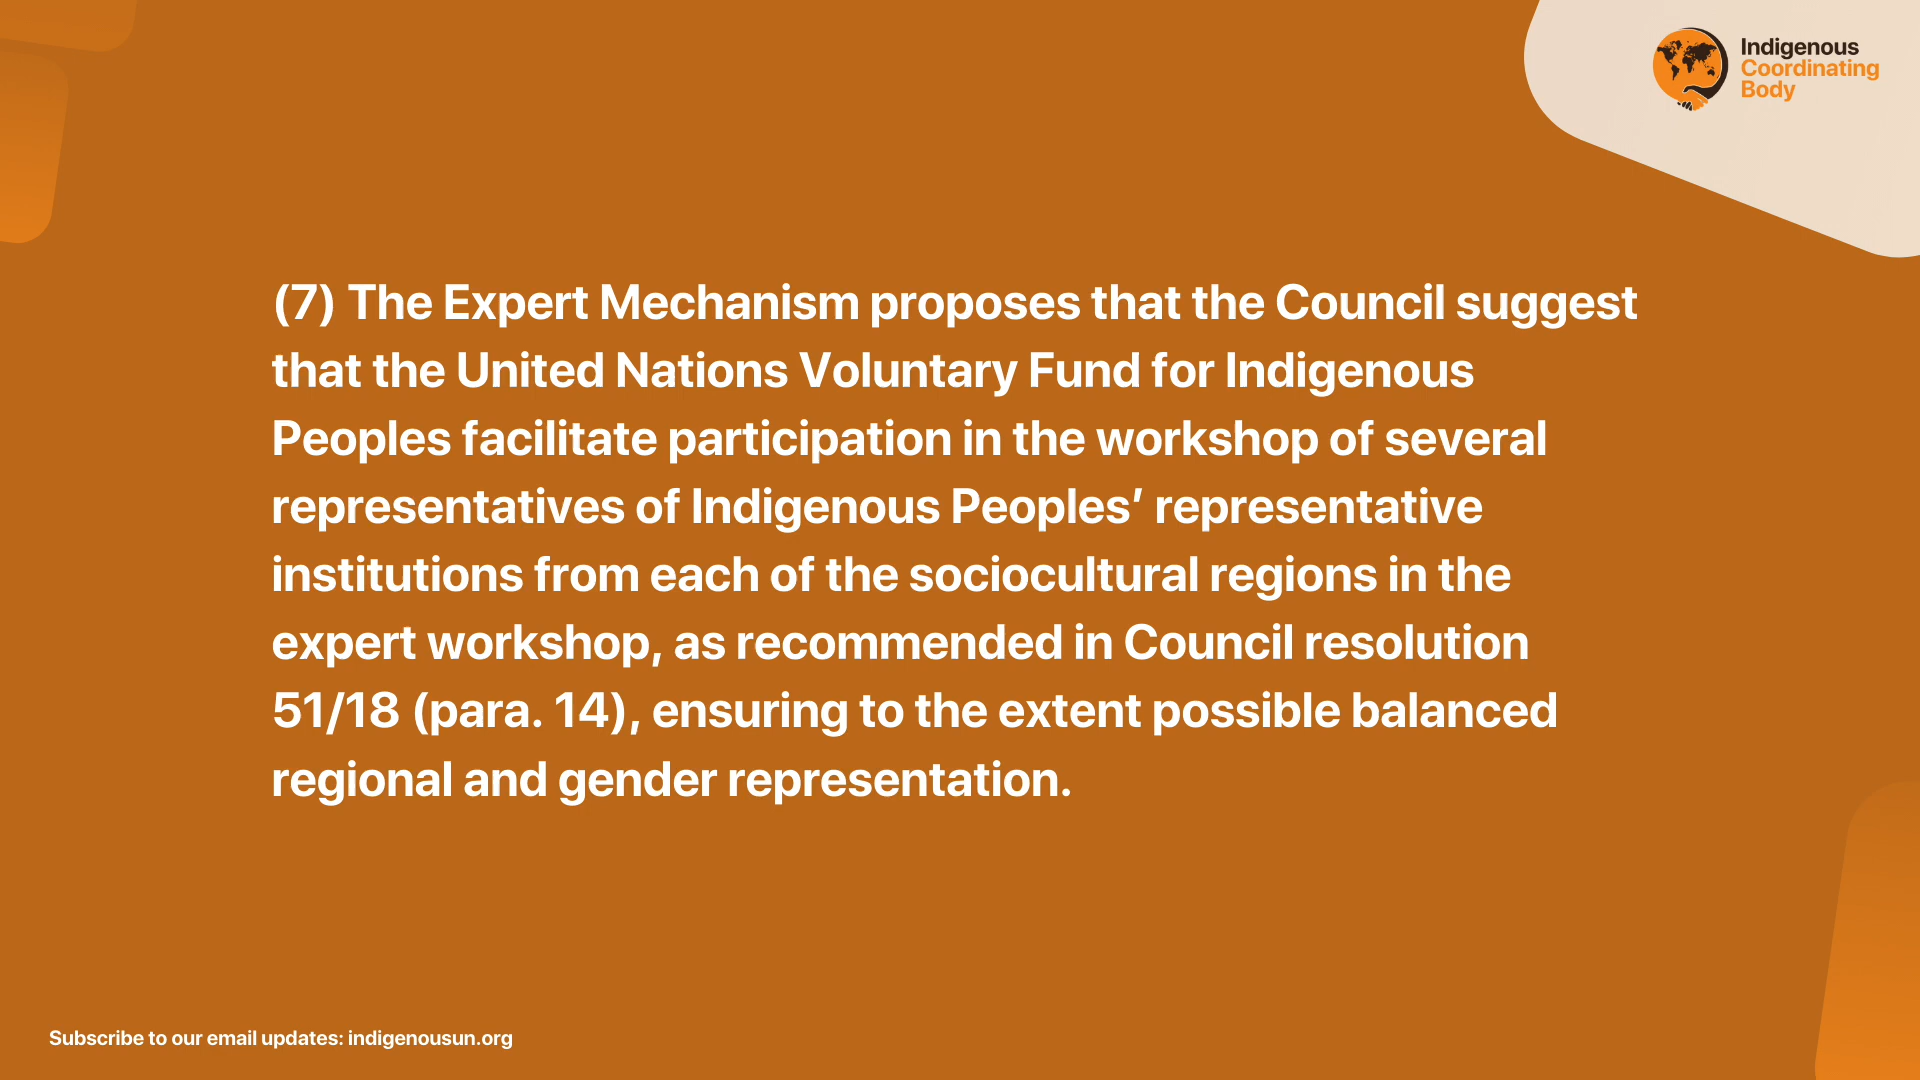 Indigenous
Coordinating
Body
(7) The Expert Mechanism proposes that the Council suggest
that the United Nations Voluntary Fund for Indigenous
Peoples facilitate participation in the workshop of several
representatives of Indigenous Peoples’ representative
institutions from each of the sociocultural regions in the
expert workshop, as recommended in Council resolution
51/18 (para. 14), ensuring to the extent possible balanced
regional and gender representation.
Subscribe to our email updates: indigenousun.org